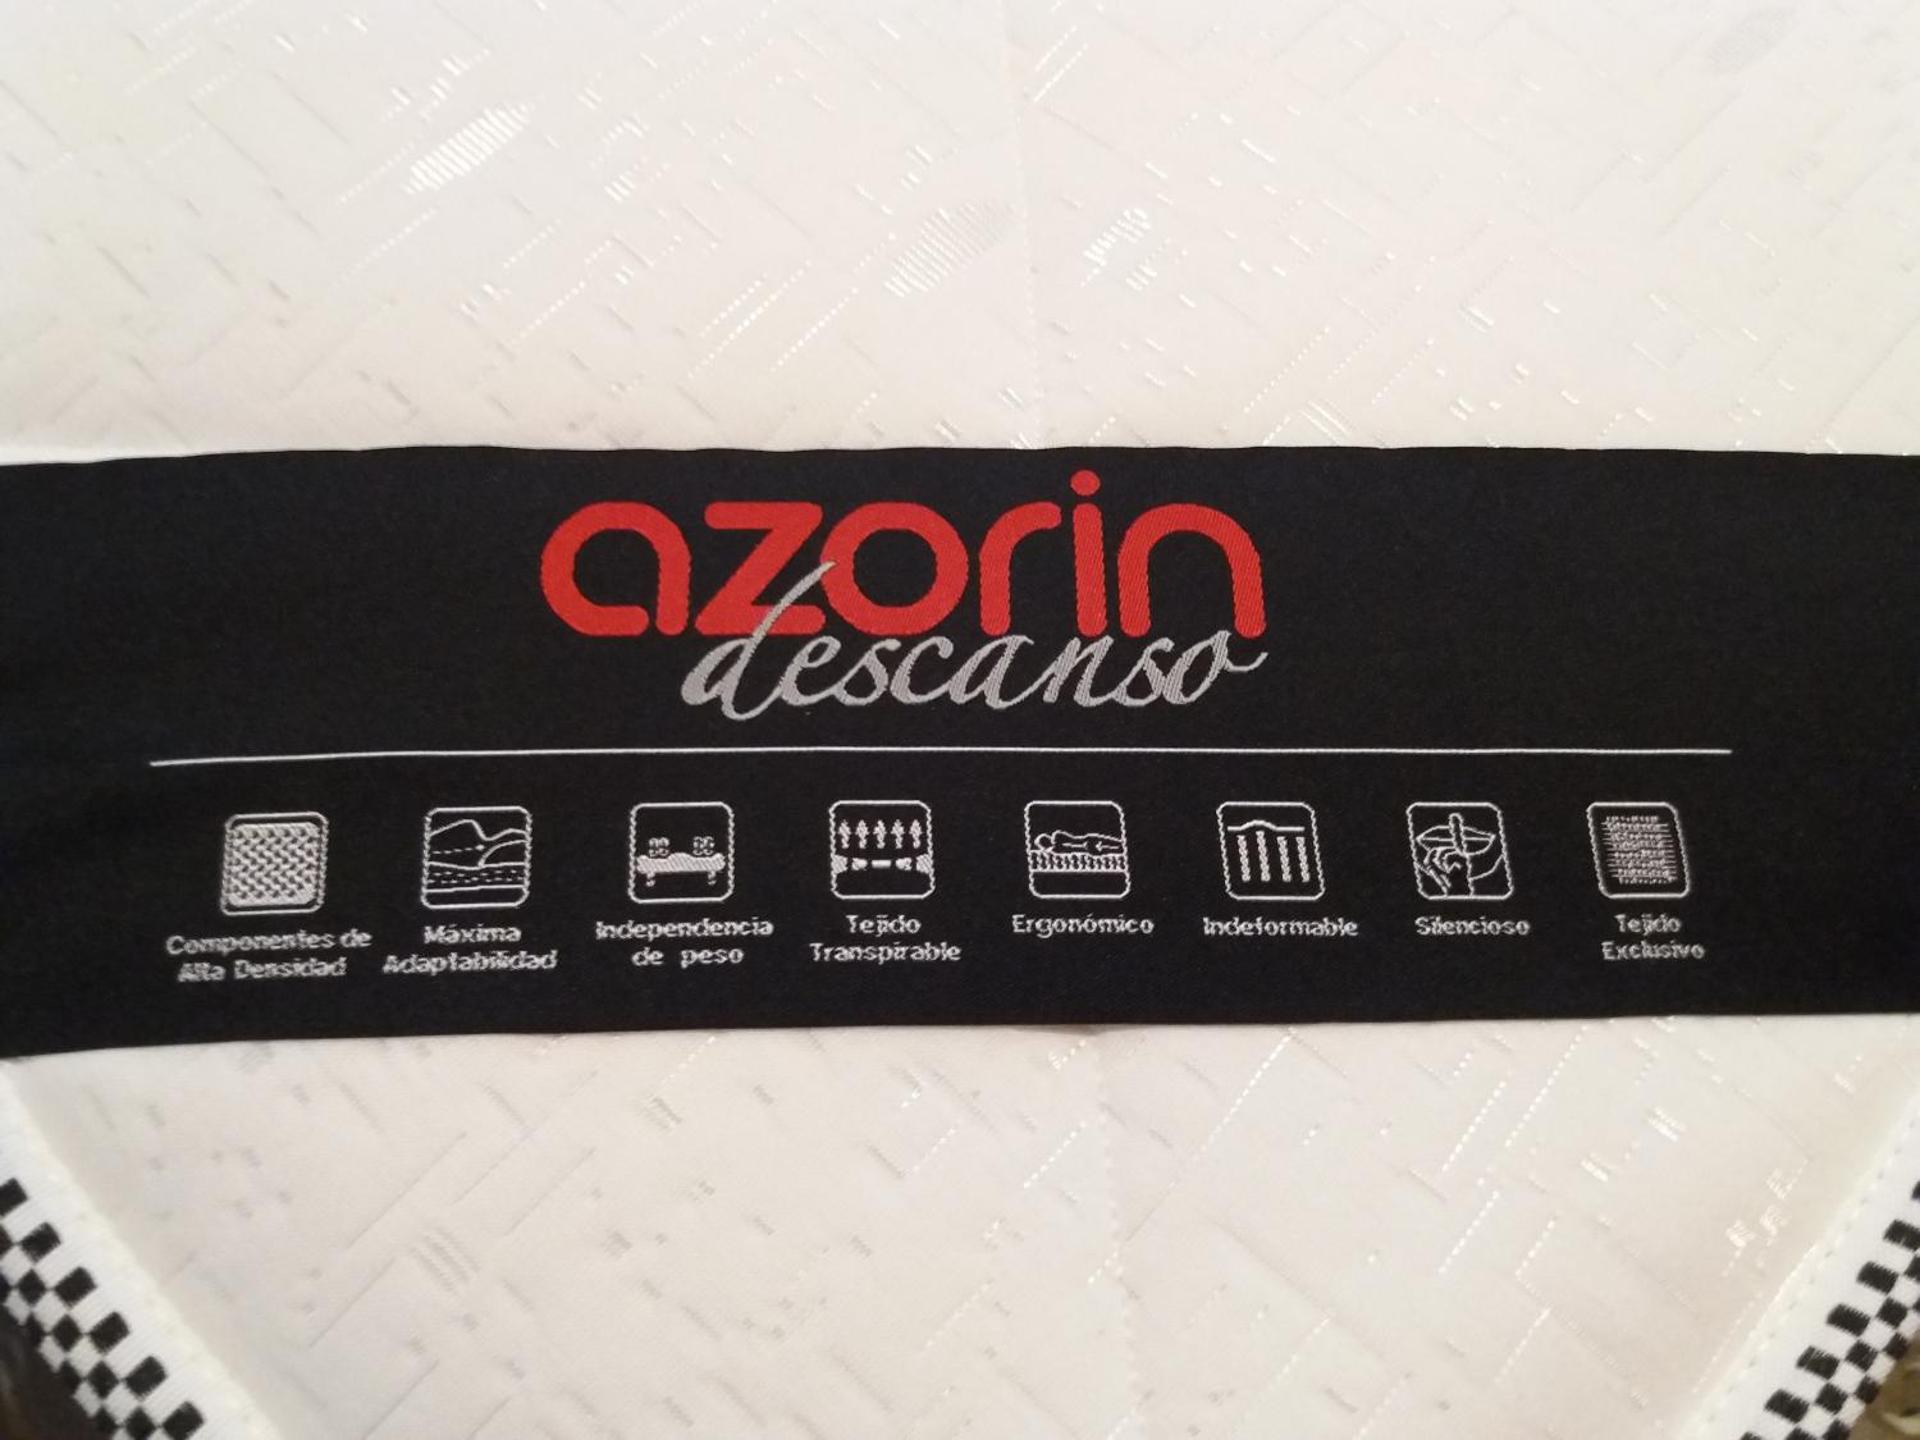 azorin
descanso
Componentes de
Alta Densidad
Máxima
Adaptabilidad
Independencia
de peso
Tejido
Transpirable
Ergonómico
Indeformable
Silencioso
Tejido
Exclusivo